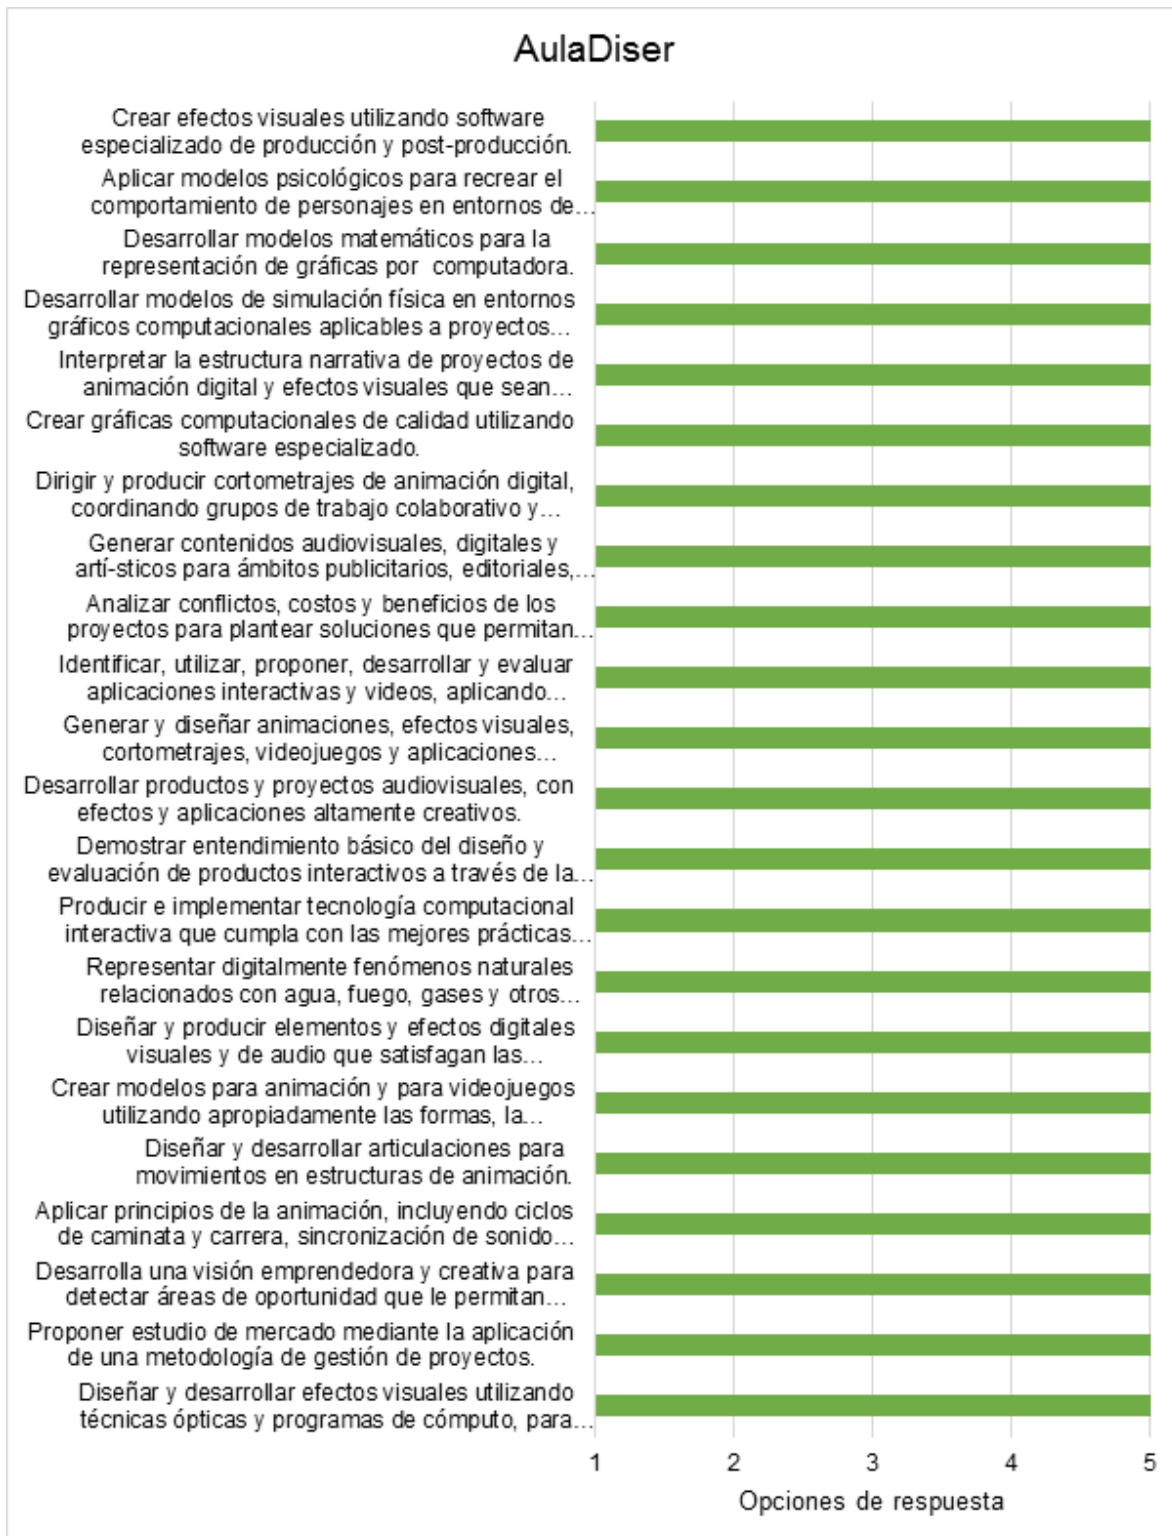 AulaDiser
Crear efectos visuales utilizando software
especializado de producción y post-producción.
Aplicar modelos psicológicos para recrear el
comportamiento de personajes en entornos de...
Desarrollar modelos matemáticos para la
representación de gráficas por  computadora.
Desarrollar modelos de simulación física en entornos
gráficos computacionales aplicables a proyectos...
Interpretar la estructura narrativa de proyectos de
animación digital y efectos visuales que sean...
Crear gráficas computacionales de calidad utilizando
software especializado.
Dirigir y producir cortometrajes de animación digital,
coordinando grupos de trabajo colaborativo y...
Generar contenidos audiovisuales, digitales y
artí-sticos para ámbitos publicitarios, editoriales,...
Analizar conflictos, costos y beneficios de los
proyectos para plantear soluciones que permitan...
Identificar, utilizar, proponer, desarrollar y evaluar
aplicaciones interactivas y videos, aplicando...
Generar y diseñar animaciones, efectos visuales,
cortometrajes, videojuegos y aplicaciones...
Desarrollar productos y proyectos audiovisuales, con
efectos y aplicaciones altamente creativos.
Demostrar entendimiento básico del diseño y
evaluación de productos interactivos a través de la...
Producir e implementar tecnología computacional
interactiva que cumpla con las mejores prácticas...
Representar digitalmente fenómenos naturales
relacionados con agua, fuego, gases y otros...
Diseñar y producir elementos y efectos digitales
visuales y de audio que satisfagan las...
Crear modelos para animación y para videojuegos
utilizando apropiadamente las formas, la...
Diseñar y desarrollar articulaciones para
movimientos en estructuras de animación.
Aplicar principios de la animación, incluyendo ciclos
de caminata y carrera, sincronización de sonido...
Desarrolla una visión emprendedora y creativa para
detectar áreas de oportunidad que le permitan...
Proponer estudio de mercado mediante la aplicación
de una metodología de gestión de proyectos.
Diseñar y desarrollar efectos visuales utilizando
técnicas ópticas y programas de cómputo, para...
1 2 3 4 5
Opciones de respuesta